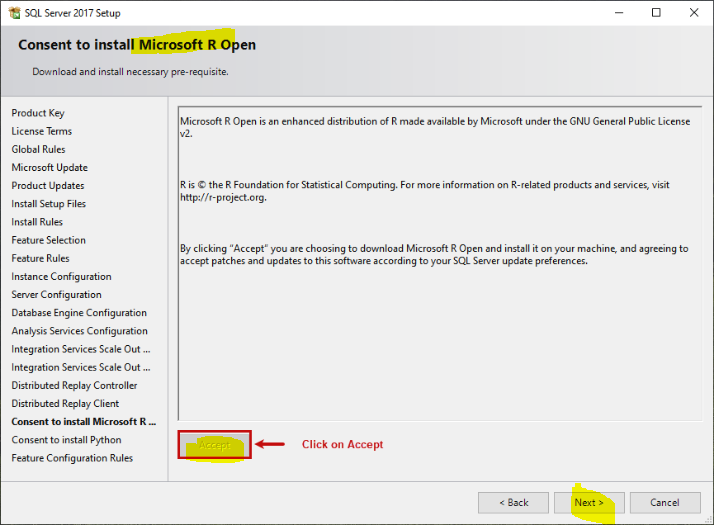 SQL Server 2017 Setup
Consent to install Microsoft R Open
Download and install necessary pre-requisite.
Product Key
License Terms
Global Rules
Microsoft Update
Product Updates
Install Setup Files
Install Rules
Feature Selection
Feature Rules
Instance Configuration
Server Configuration
Database Engine Configuration
Analysis Services Configuration
Integration Services Scale Out ...
Integration Services Scale Out ...
Distributed Replay Controller
Distributed Replay Client
Consent to install Microsoft R ...
Consent to install Python
Feature Configuration Rules
Microsoft R Open is an enhanced distribution of R made available by Microsoft under the GNU General Public License
v2.
R is © the R Foundation for Statistical Computing. For more information on R-related products and services, visit
http://r-project.org.
By clicking "Accept" you are choosing to download Microsoft R Open and install it on your machine, and agreeing to
accept patches and updates to this software according to your SQL Server update preferences.
Accept
Click on Accept
< Back
Next >
Cancel